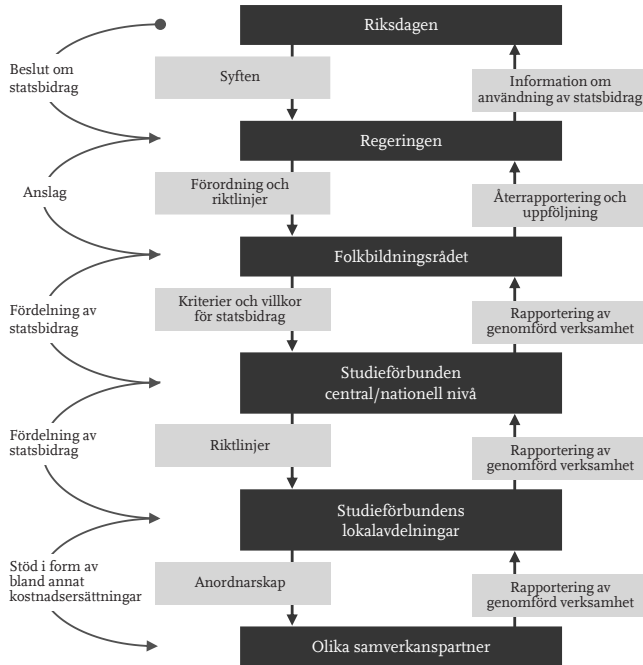 Riksdagen
Beslut om
statsbidrag
Syften
Information om
användning av statsbidrag
Regeringen
Anslag
Förordning och
riktlinjer
Återrapportering och
uppföljning
Folkbildningsrådet
Fördelning av
statsbidrag
Kriterier och villkor
för statsbidrag
Rapportering av
genomförd verksamhet
Studieförbunden
central/nationell nivå
Fördelning av
statsbidrag
Riktlinjer
Rapportering av
genomförd verksamhet
Studieförbundens
lokalavdelningar
Stöd i form av
bland annat
kostnadsersättningar
Anordnarskap
Rapportering av
genomförd verksamhet
Olika samverkanspartner